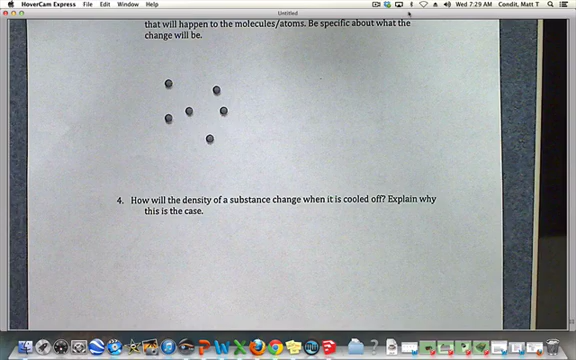 HoverCam Express File Edit Window Help Wed 7:29 AM Condit, Matt T
Untitled
that will happen to the molecules/atoms. Be specific about what the
change will be.
4. How will the density of a substance change when it is cooled off? Explain why
this is the case.